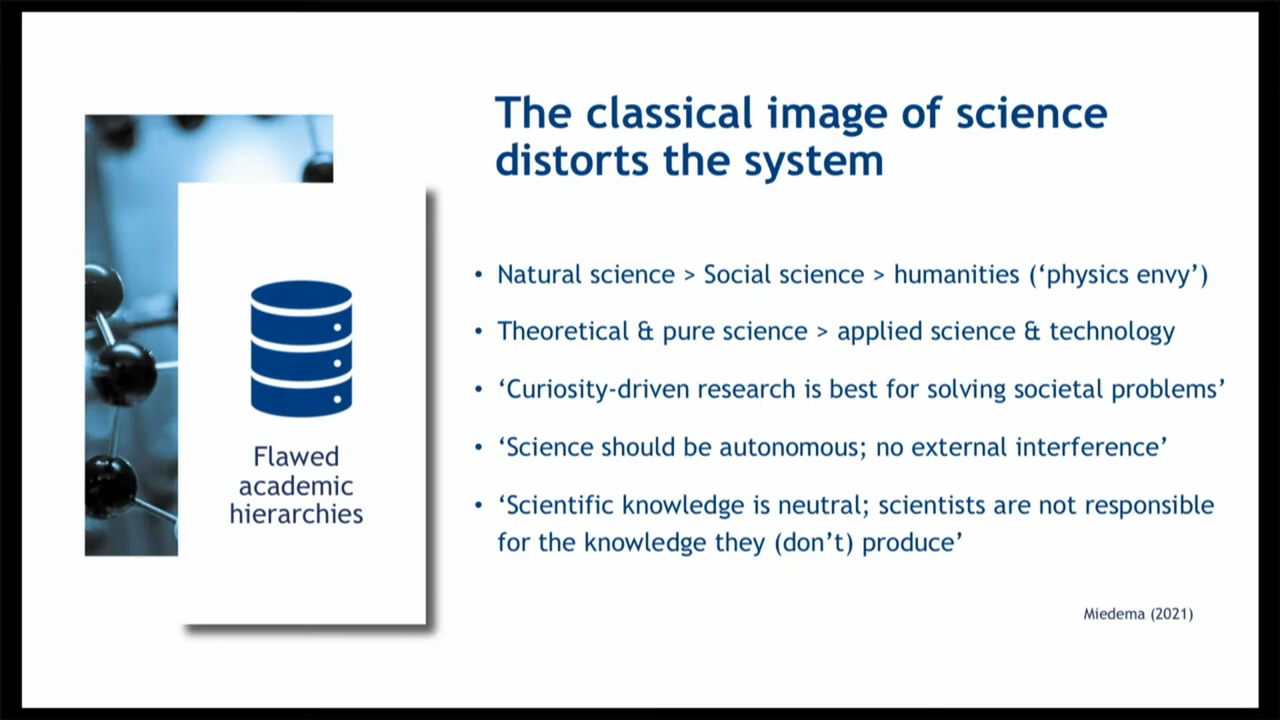 The classical image of science
distorts the system
Flawed
academic
hierarchies
• Natural science > Social science > humanities (‘physics envy’)
• Theoretical & pure science > applied science & technology
• ‘Curiosity-driven research is best for solving societal problems’
• ‘Science should be autonomous; no external interference’
• ‘Scientific knowledge is neutral; scientists are not responsible
for the knowledge they (don’t) produce’
Miedema (2021)